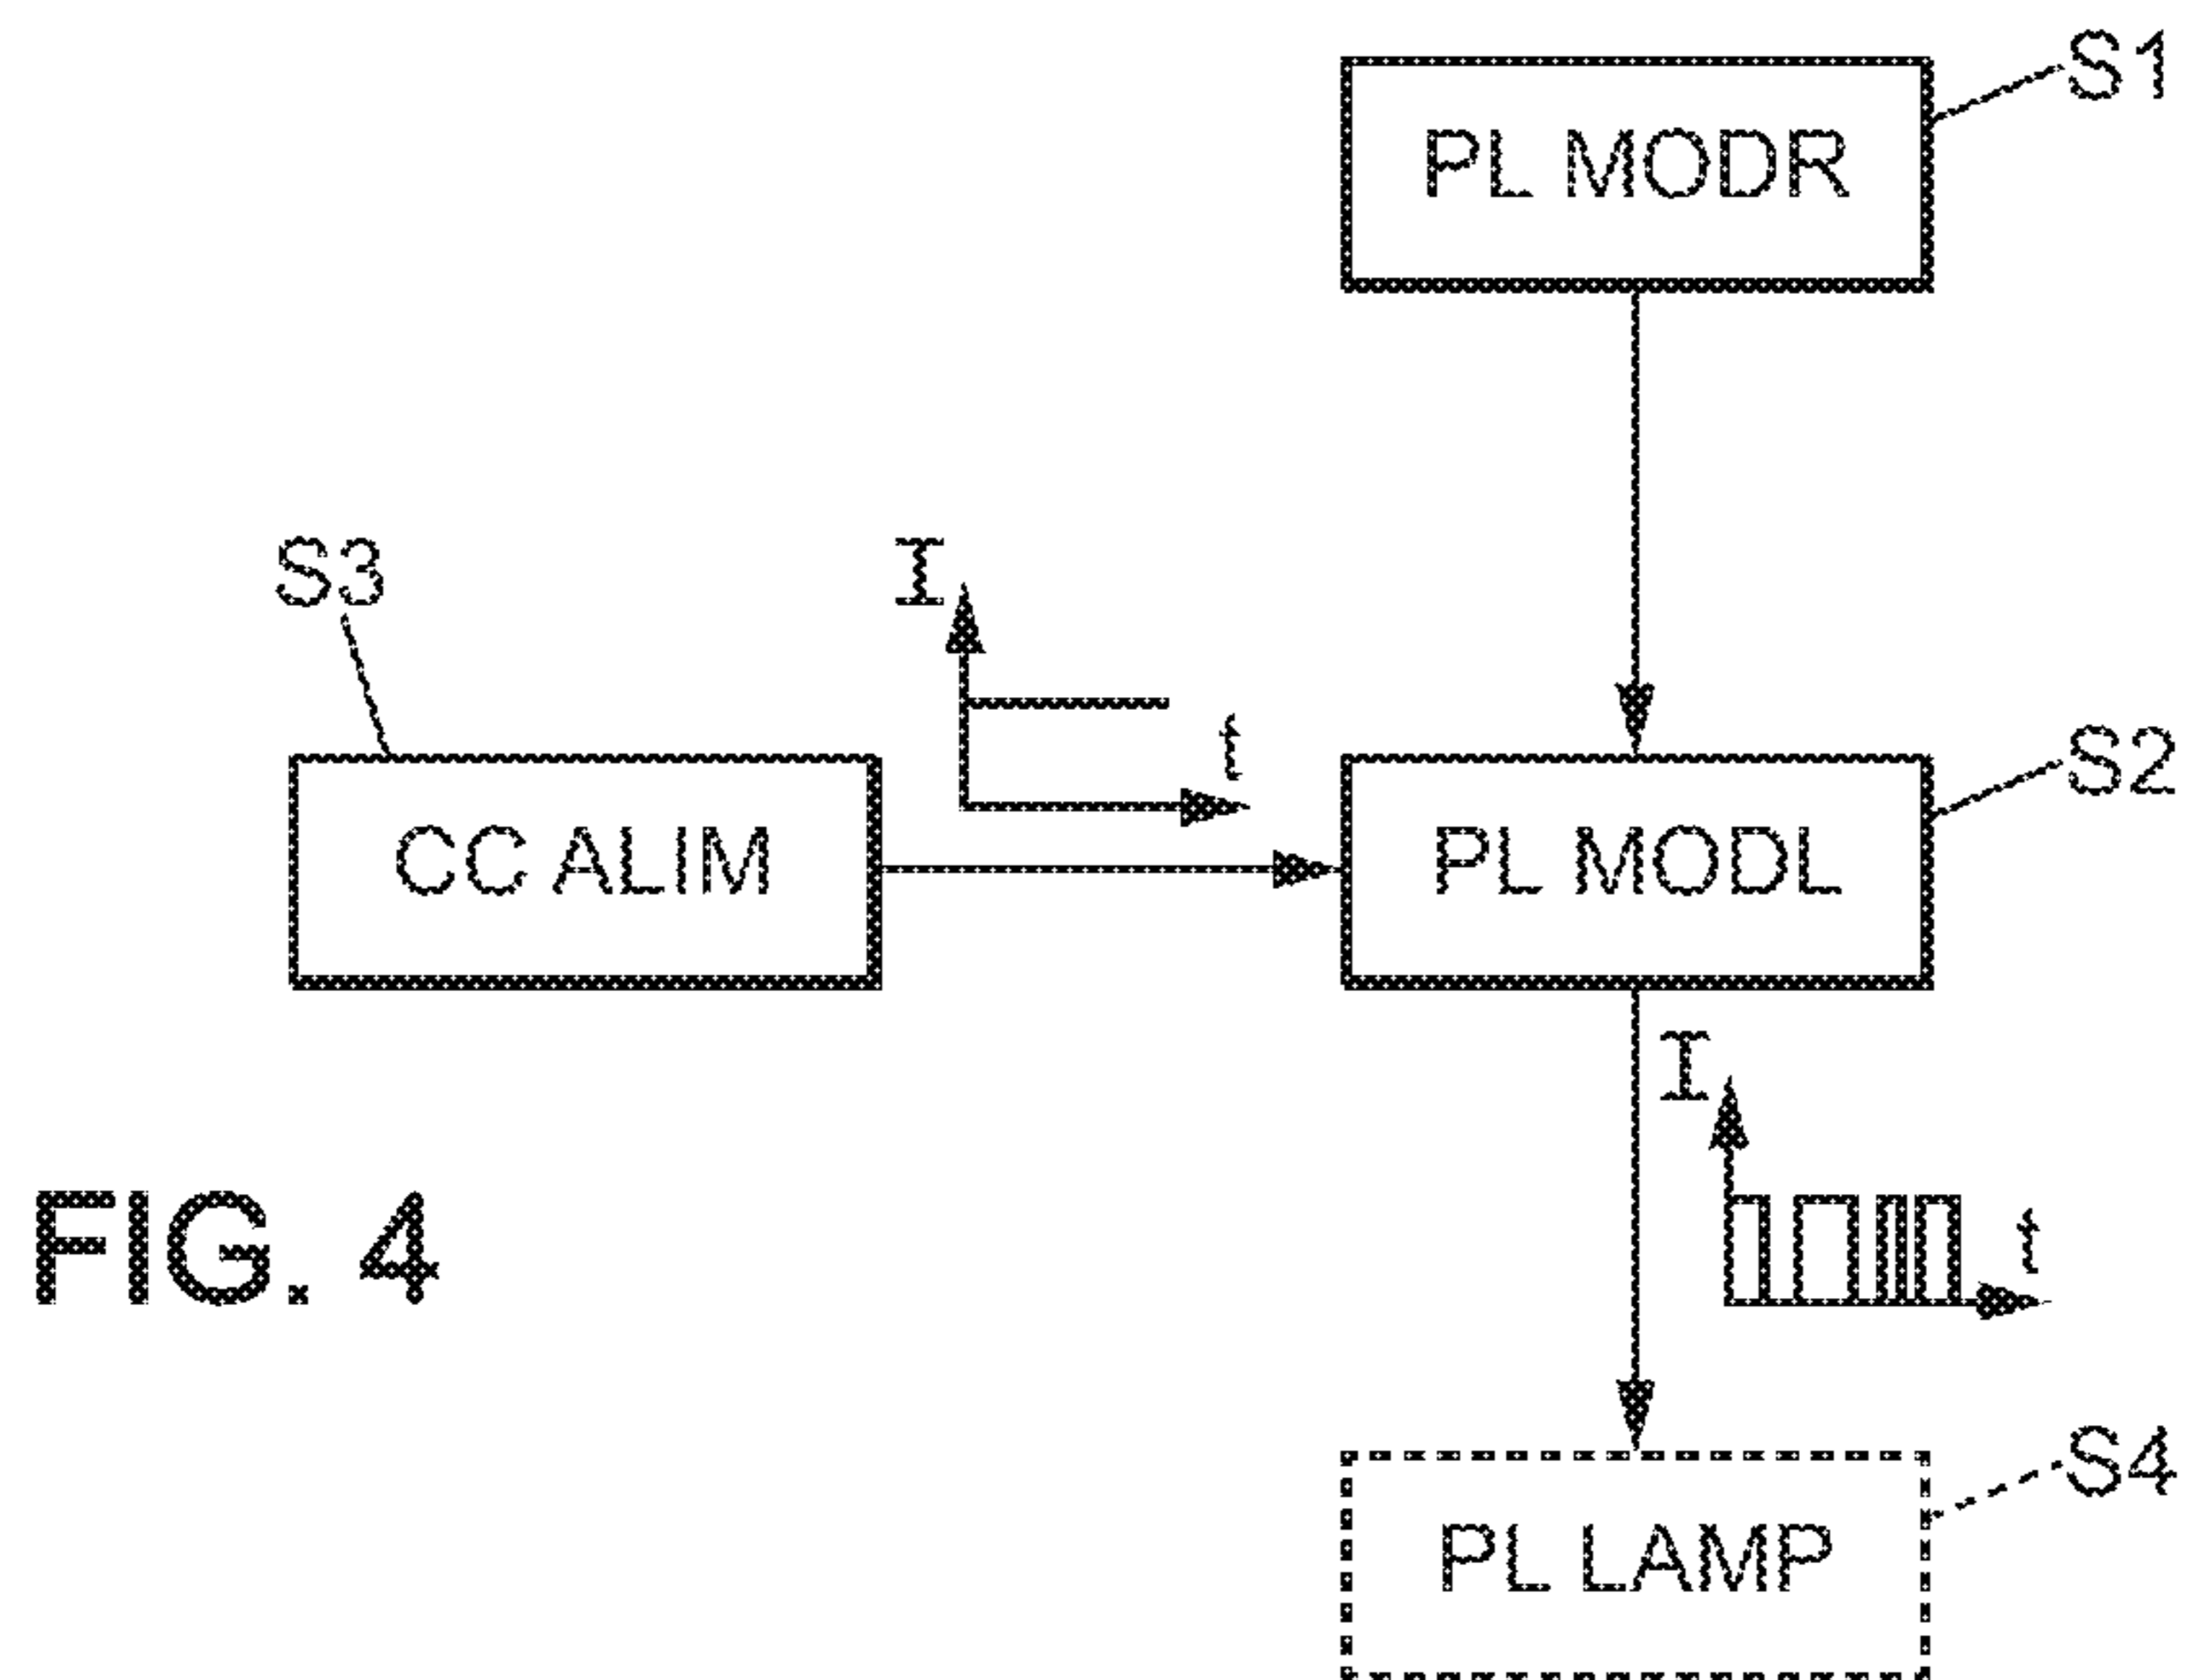 S1
PL MODR
S3
I
t
S2
CC ALIM
PL MODL
I
t
FIG. 4
S4
PL LAMP